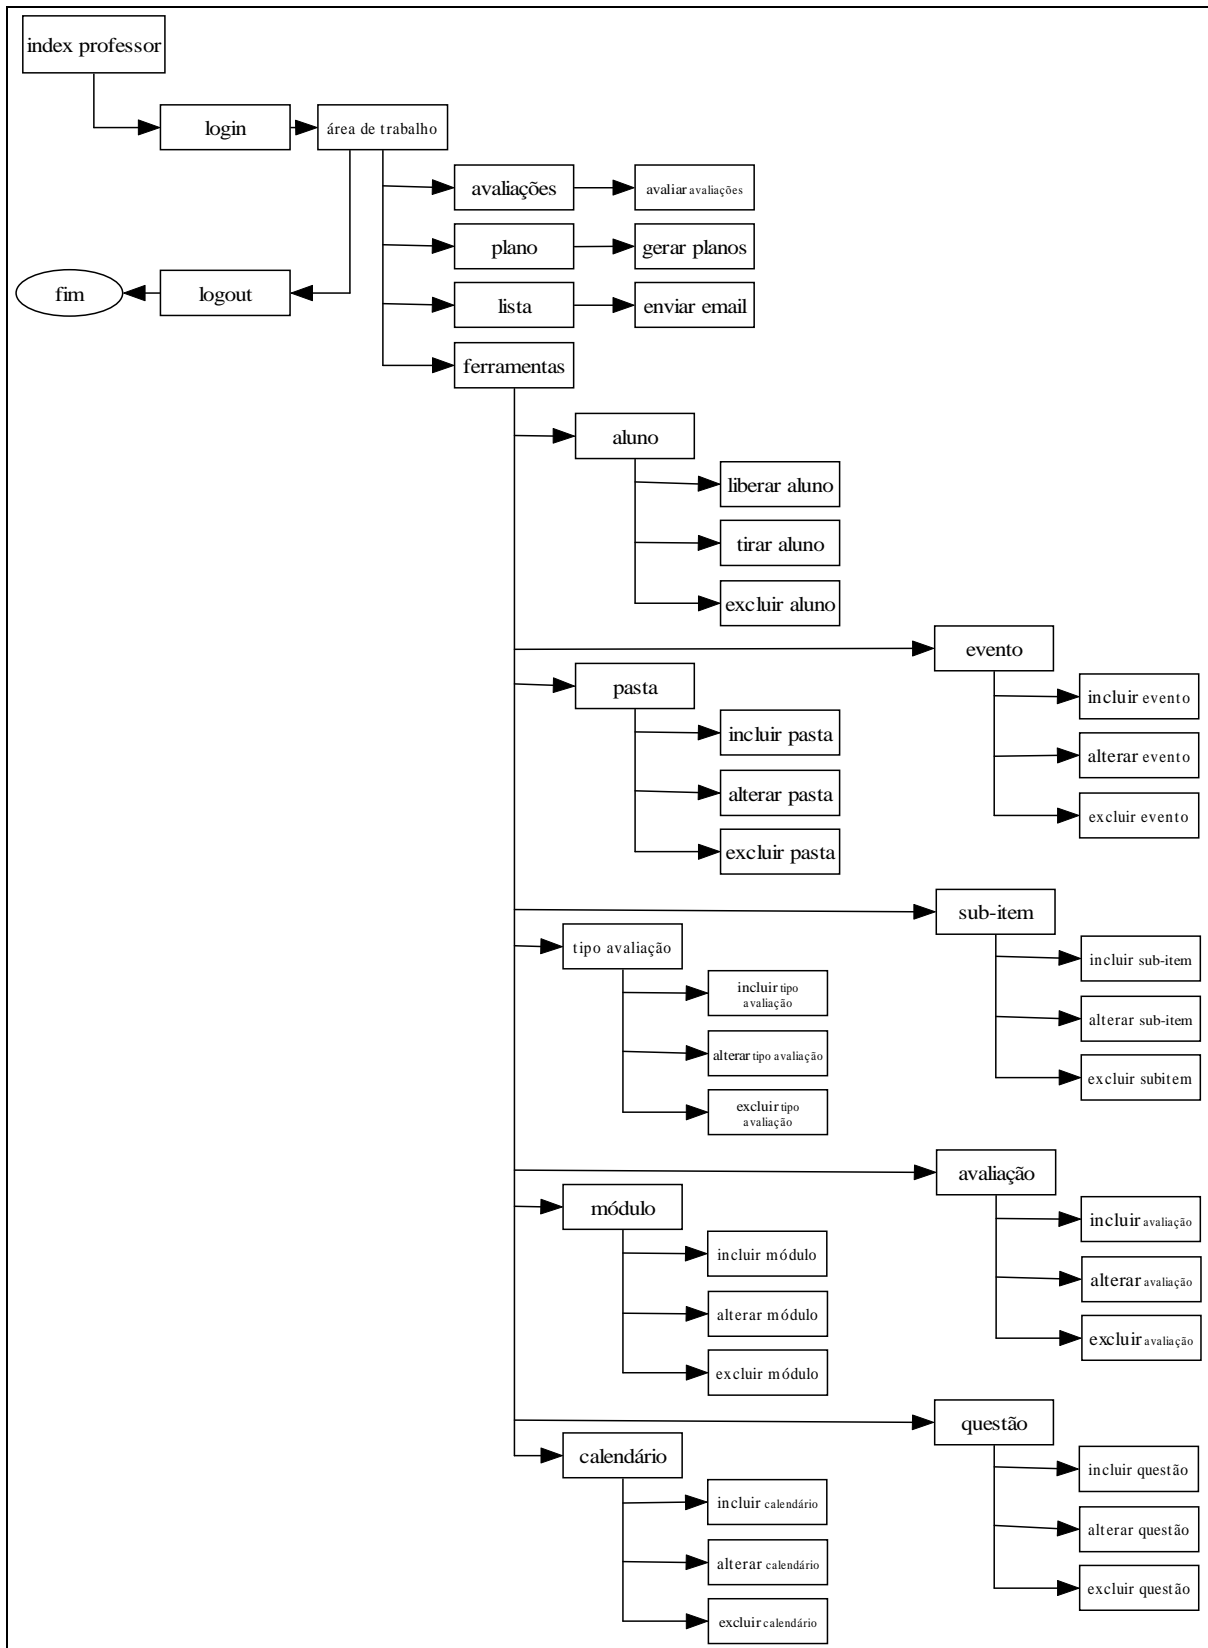 index professor
login
área de trabalho
avaliações
avaliar avaliações
plano
gerar planos
fim
logout
lista
enviar email
ferramentas
aluno
liberar aluno
tirar aluno
excluir aluno
evento
incluir evento
alterar evento
excluir evento
pasta
incluir pasta
alterar pasta
excluir pasta
sub-item
incluir sub-item
alterar sub-item
excluir subitem
tipo avaliação
incluir tipo
avaliação
alterar tipo avaliação
excluir tipo
avaliação
avaliação
incluir avaliação
alterar avaliação
excluir avaliação
módulo
incluir módulo
alterar módulo
excluir módulo
questão
incluir questão
alterar questão
excluir questão
calendário
incluir calendário
alterar calendário
excluir calendário